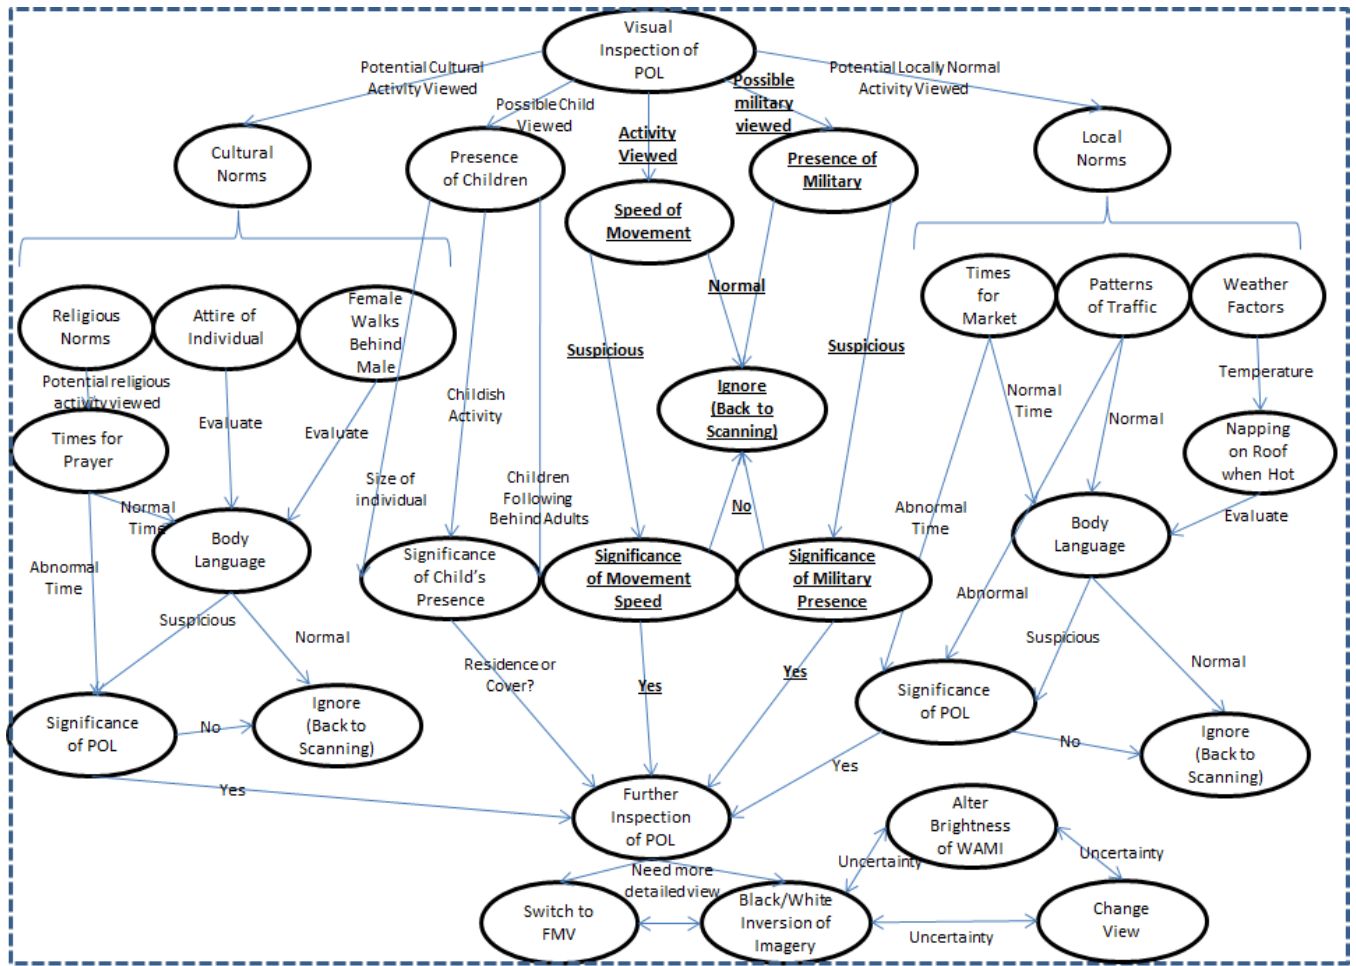 Visual
Inspection of
POL
Potential Cultural
Activity Viewed
Possible Child
Viewed
Activity
Viewed
Possible
military
viewed
Potential Locally Normal
Activity Viewed
Cultural
Norms
Presence
of Children
Speed of
Movement
Presence of
Military
Local
Norms
Religious
Norms
Attire of
Individual
Female
Walks
Behind
Male
Normal
Times
for
Market
Patterns
of Traffic
Weather
Factors
Suspicious
Suspicious
Potential religious
activity viewed
Childish
Activity
Ignore
(Back to
Scanning)
Normal
Time
Normal
Temperature
Times for
Prayer
Evaluate
Evaluate
Napping
on Roof
when Hot
Size of
individual
Children
Following
Behind Adults
No
Abnormal
Time
Evaluate
Normal
Time
Body
Language
Body
Language
Abnomal
Time
Significance
of Child's
Presence
Significance
of Movement
Speed
Significance
of Military
Presence
Abnormal
Suspicious
Normal
Suspicious
Normal
Residence or
Cover?
Yes
Yes
Significance
of POL
No
Ignore
(Back to
Scanning)
Significance
of POL
No
Ignore
(Back to
Scanning)
Yes
Yes
Further
Inspection
of POL
Alter
Brightness
of WAMI
Need more
detailed view
Uncertainty
Uncertainty
Switch to
FMV
Black/White
Inversion of
Imagery
Uncertainty
Change
View